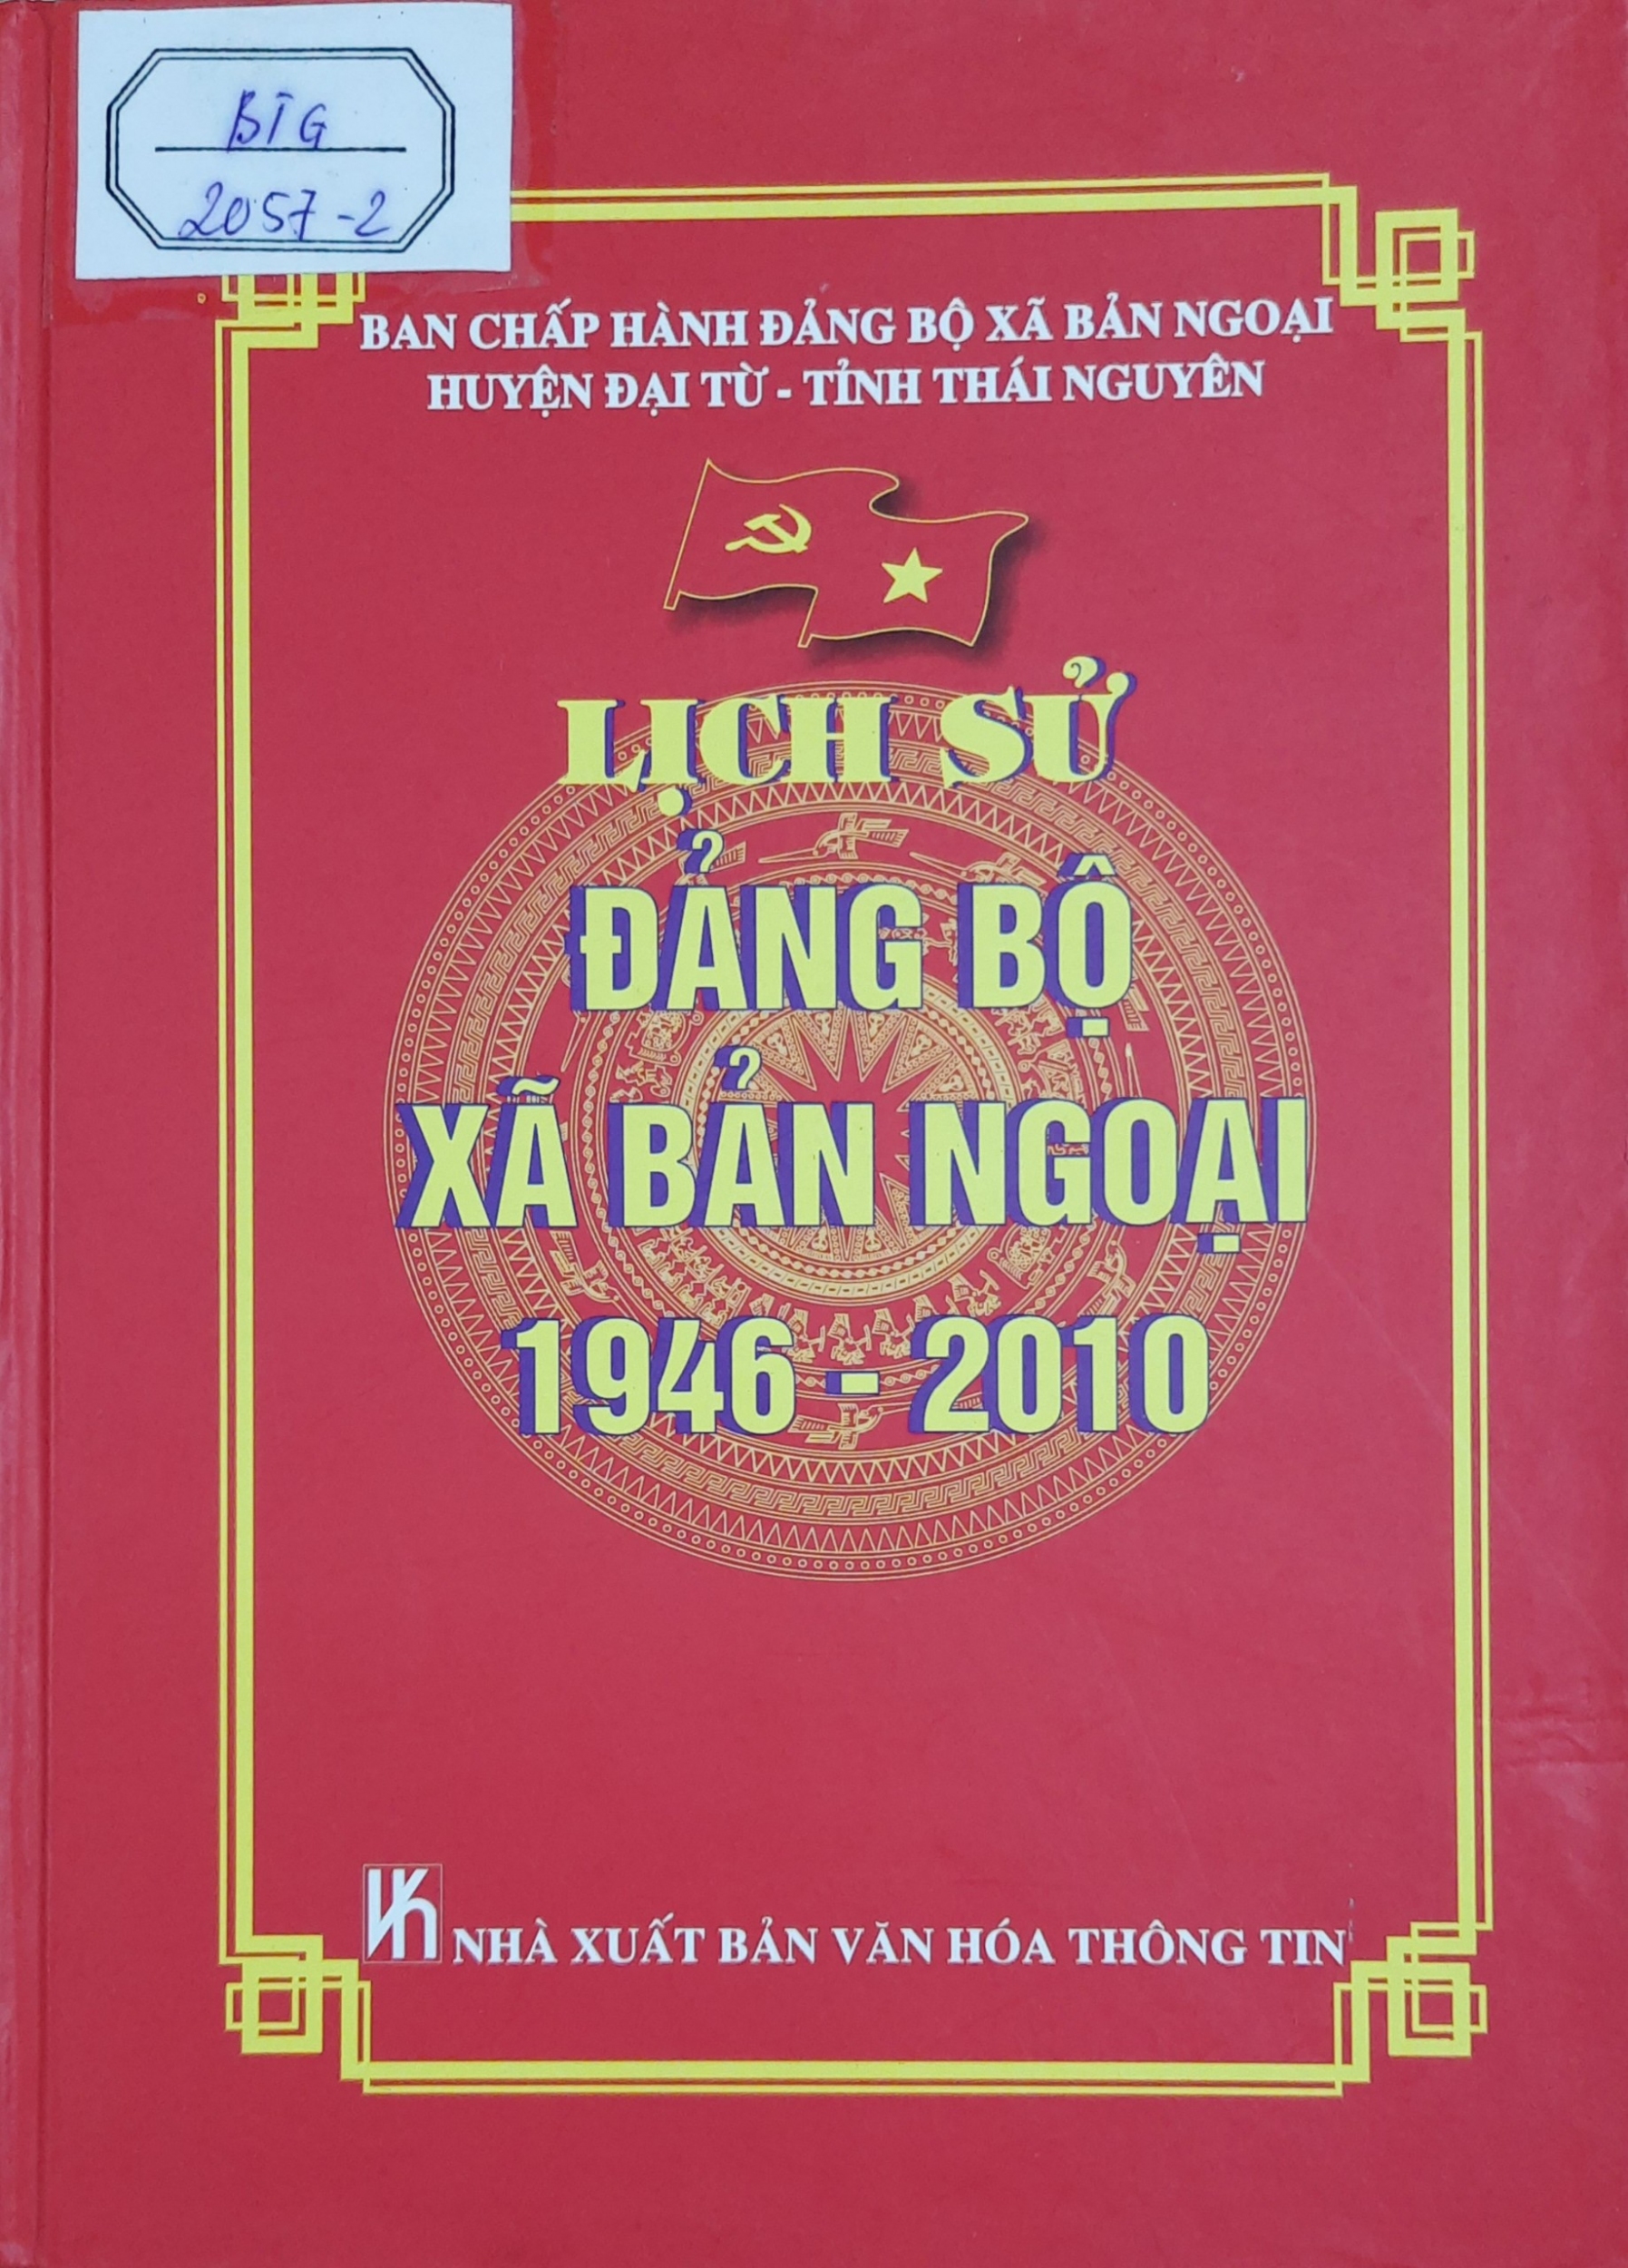 BTG
2057-2
BAN CHẤP HÀNH ĐẢNG BỘ XÃ BẢN NGOẠI
HUYỆN ĐẠI TỪ - TỈNH THÁI NGUYÊN
LỊCH SỬ
ĐẢNG BỘ
XÃ BẢN NGOẠI
1946 - 2010
NHÀ XUẤT BẢN VĂN HÓA THÔNG TIN